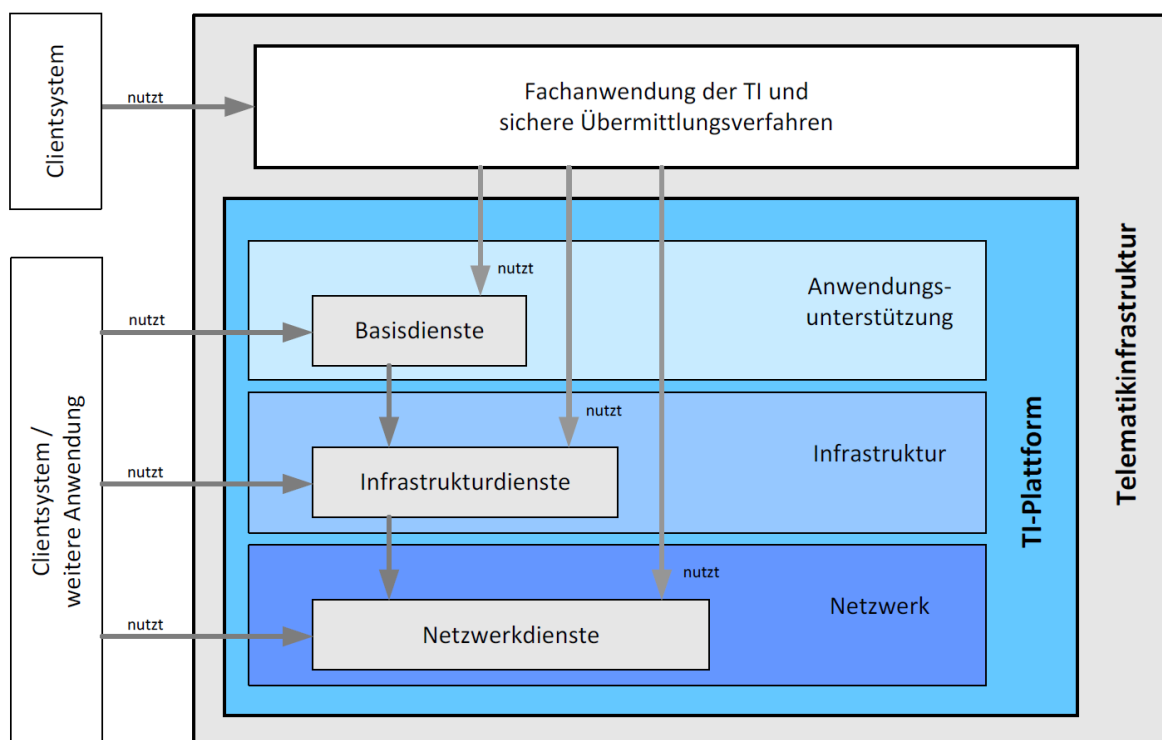 Clientsystem
nutzt
Fachanwendung der TI und
sichere Übermittlungsverfahren
Clientsystem /
weitere Anwendung
nutzt
nutzt
Basisdienste
Anwendungs-
unterstützung
nutzt
nutzt
Infrastrukturdienste
Infrastruktur
nutzt
nutzt
Netzwerkdienste
Netzwerk
TI-Plattform
Telematikinfrastruktur